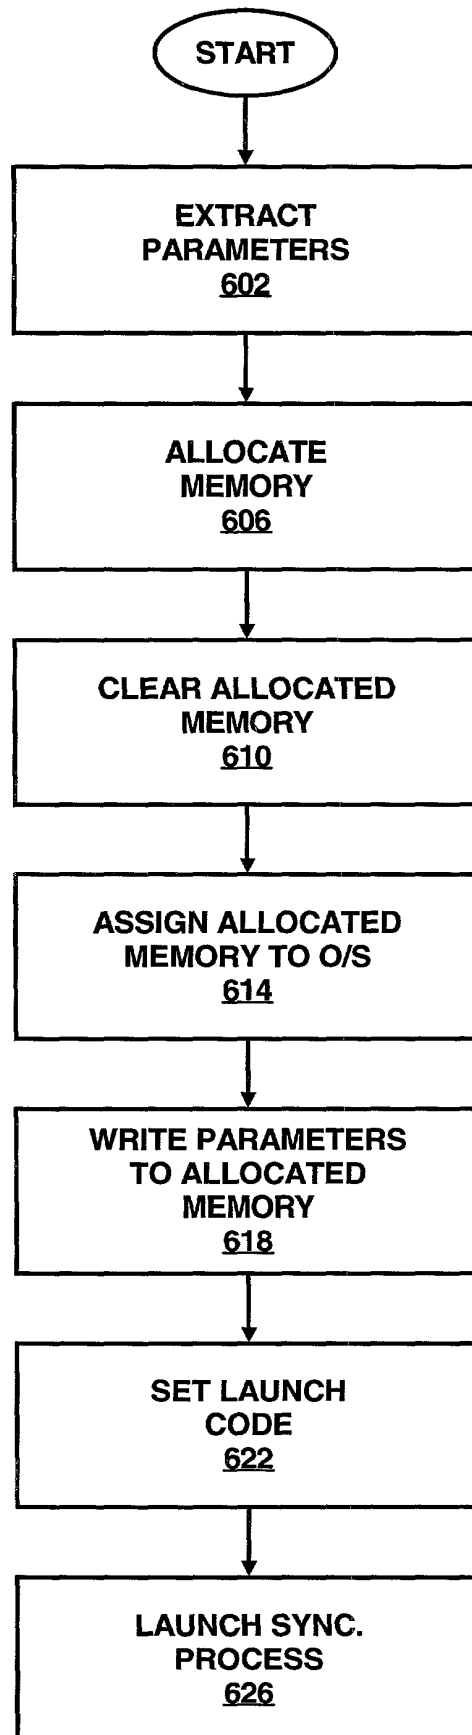 START
EXTRACT
PARAMETERS
602
ALLOCATE
MEMORY
606
CLEAR ALLOCATED
MEMORY
610
ASSIGN ALLOCATED
MEMORY TO O/S
614
WRITE PARAMETERS
TO ALLOCATED
MEMORY
618
SET LAUNCH
CODE
622
LAUNCH SYNC.
PROCESS
626